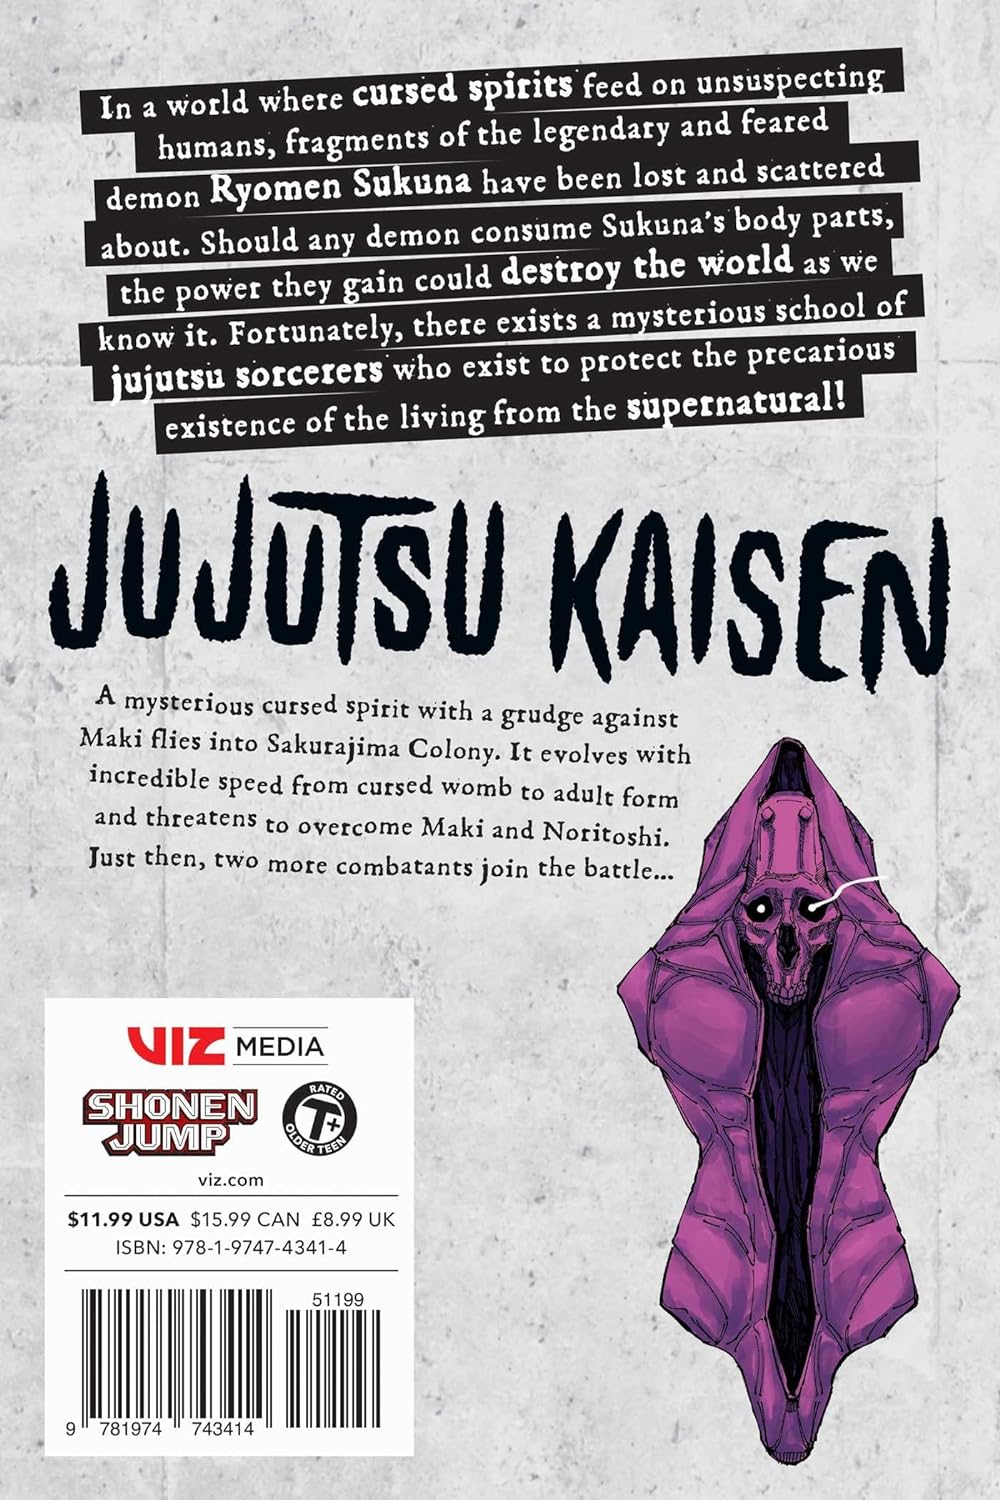 In a world where cursed spirits feed on unsuspecting
humans, fragments of the legendary and feared
demon Ryomen Sukuna have been lost and scattered
about. Should any demon consume Sukuna's body parts,
the power they gain could destroy the world as we
know it. Fortunately, there exists a mysterious school of
jujutsu sorcerers who exist to protect the precarious
existence of the living from the supernatural!
JUJUTSU KAISEN
A mysterious cursed spirit with a grudge against
Maki flies into Sakurajima Colony. It evolves with
incredible speed from cursed womb to adult form
and threatens to overcome Maki and Noritoshi.
Just then, two more combatants join the battle...
VIZ MEDIA
SHONEN
JUMP
RATED
T+
OLDER TEEN
viz.com
$11.99 USA $15.99 CAN £8.99 UK
ISBN: 978-1-9747-4341-4
51199
9 781974 743414